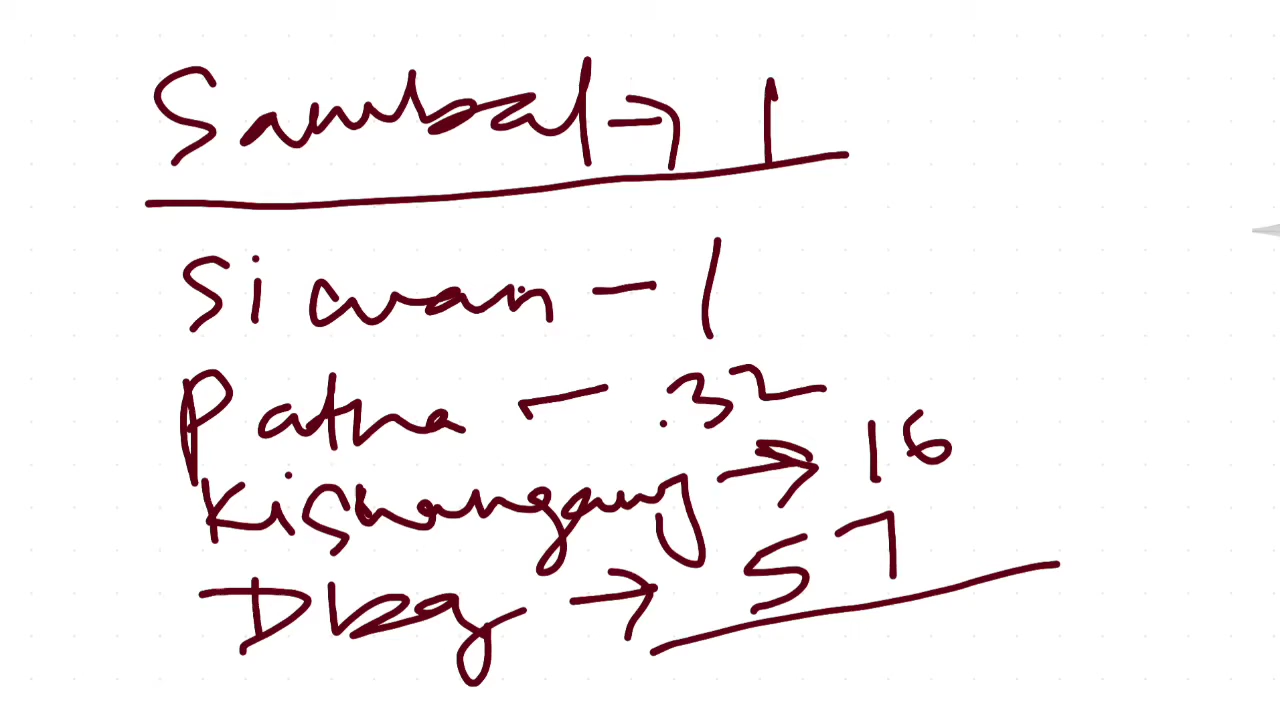 Sambal → 1
Siwan - 1
Patna - .32
Kishanganj → 16
Dbg → 57